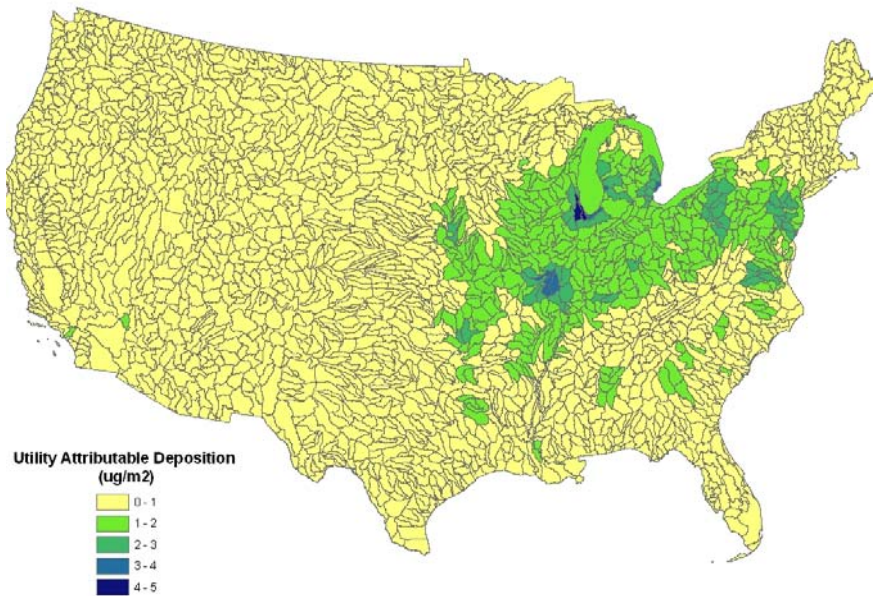 Utility Attributable Deposition
(ug/m2)
0 - 1
1 - 2
2 - 3
3 - 4
4 - 5